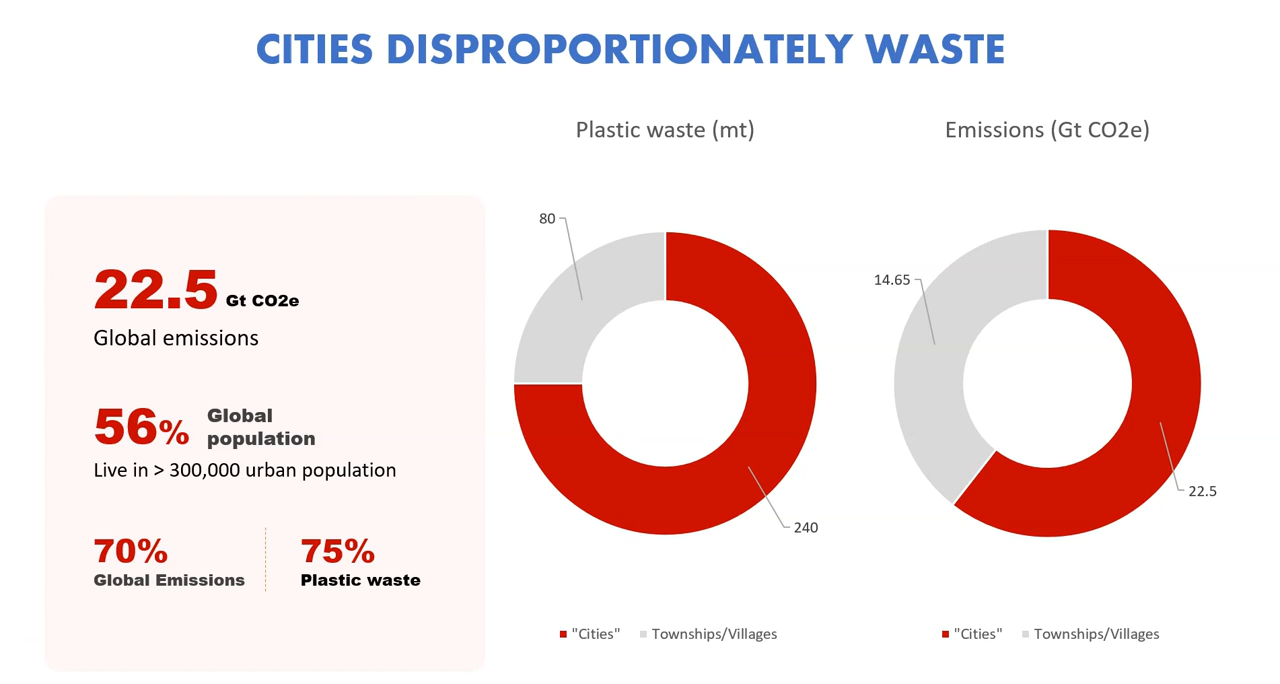 CITIES DISPROPORTIONATELY WASTE
22.5 Gt CO2e
Global emissions
56% Global
population
Live in > 300,000 urban population
70%
Global Emissions
75%
Plastic waste
Plastic waste (mt)
80
240
"Cities" Townships/Villages
Emissions (Gt CO2e)
14.65
22.5
"Cities" Townships/Villages